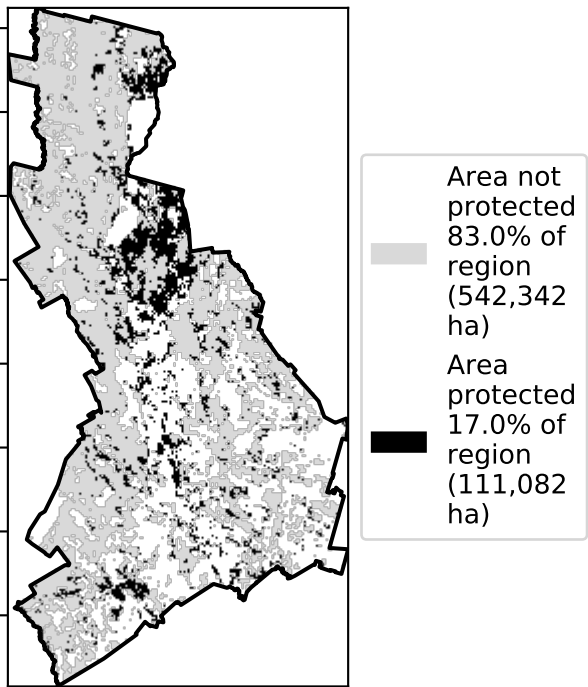 Area not
protected
83.0% of
region
(542,342
ha)
Area
protected
17.0% of
region
(111,082
ha)